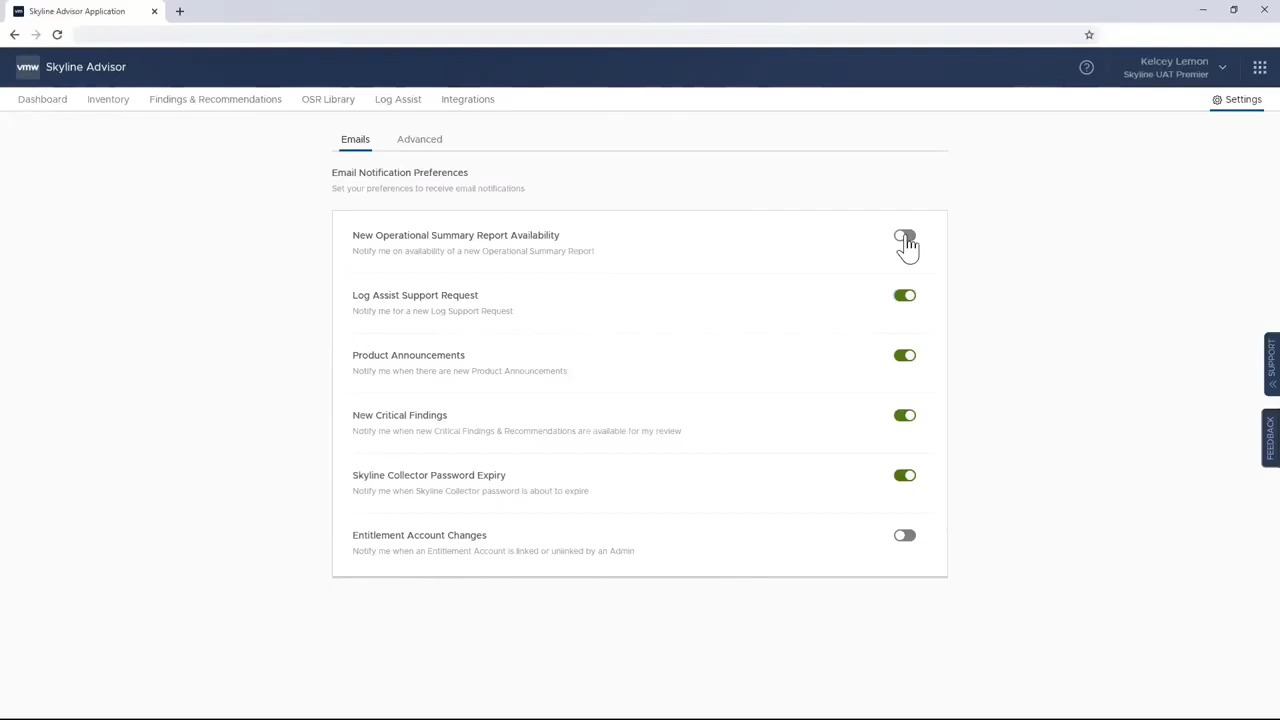 Skyline Advisor Application
vmw Skyline Advisor
Kelcey Lemon
Skyline UAT Premier
Dashboard Inventory Findings & Recommendations OSR Library Log Assist Integrations Settings
Emails Advanced
Email Notification Preferences
Set your preferences to receive email notifications
New Operational Summary Report Availability
Notify me on availability of a new Operational Summary Report
Log Assist Support Request
Notify me for a new Log Support Request
Product Announcements
Notify me when there are new Product Announcements
New Critical Findings
Notify me when new Critical Findings & Recommendations are available for my review
Skyline Collector Password Expiry
Notify me when Skyline Collector password is about to expire
Entitlement Account Changes
Notify me when an Entitlement Account is linked or unlinked by an Admin
SUPPORT
FEEDBACK